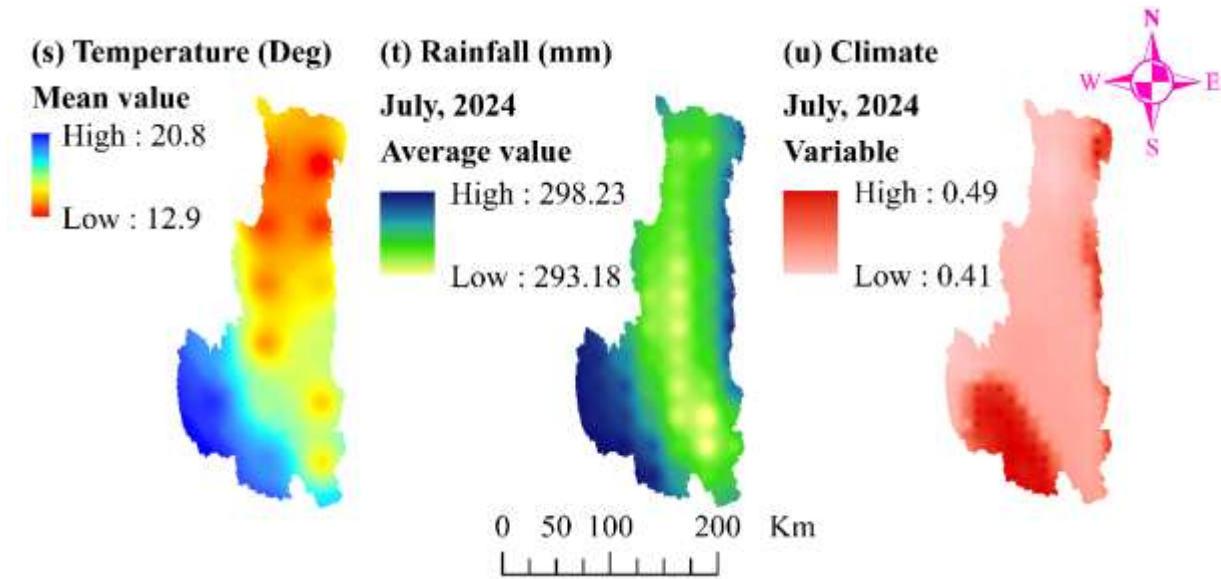 (s) Temperature (Deg)
Mean value
High : 20.8
Low : 12.9
(t) Rainfall (mm)
July, 2024
Average value
High : 298.23
Low : 293.18
(u) Climate
July, 2024
Variable
High : 0.49
Low : 0.41
N
W
E
S
0 50 100 200 Km